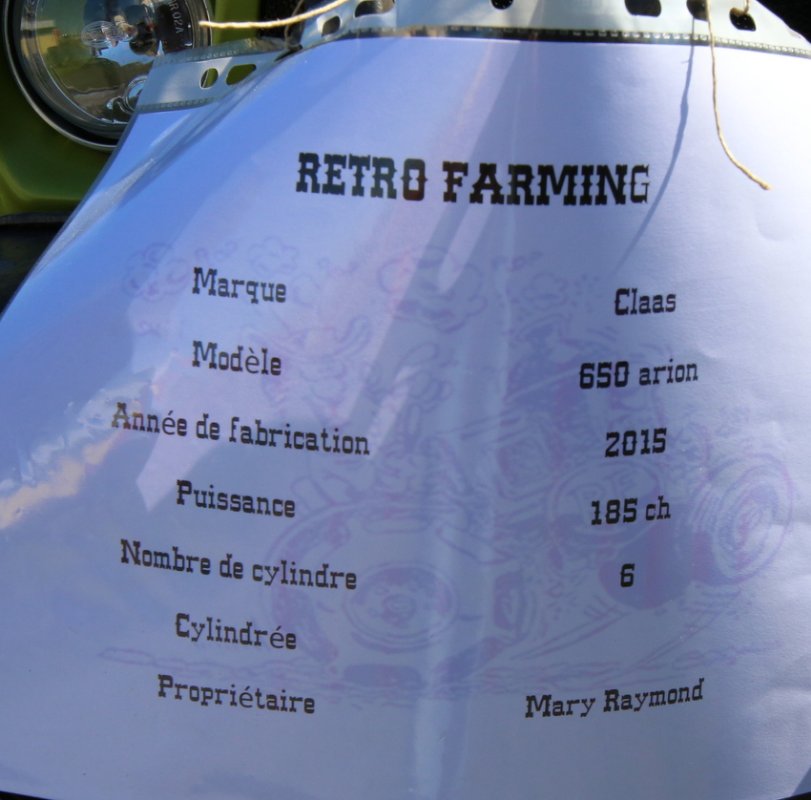 RETRO FARMING
Marque Claas
Modèle 650 arion
Année de fabrication 2015
Puissance 185 ch
Nombre de cylindre 6
Cylindrée
Propriétaire Mary Raymond